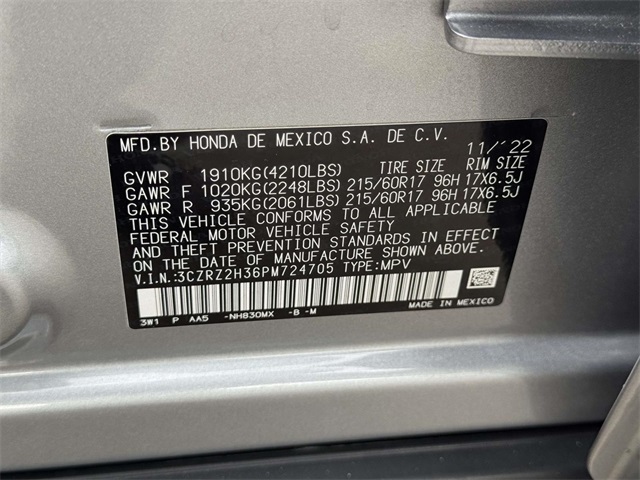 MFD.BY HONDA DE MEXICO S.A. DE C.V. 11/'22
GVWR 1910KG(4210LBS) TIRE SIZE RIM SIZE
GAWR F 1020KG(2248LBS) 215/60R17 96H 17X6.5J
GAWR R 935KG(2061LBS) 215/60R17 96H 17X6.5J
THIS VEHICLE CONFORMS TO ALL APPLICABLE
FEDERAL MOTOR VEHICLE SAFETY
AND THEFT PREVENTION STANDARDS IN EFFECT
ON THE DATE OF MANUFACTURE SHOWN ABOVE.
V.I.N.:3CZRZ2H36PM724705 TYPE:MPV
3W1 P AA5 -NH830MX -B -M MADE IN MEXICO